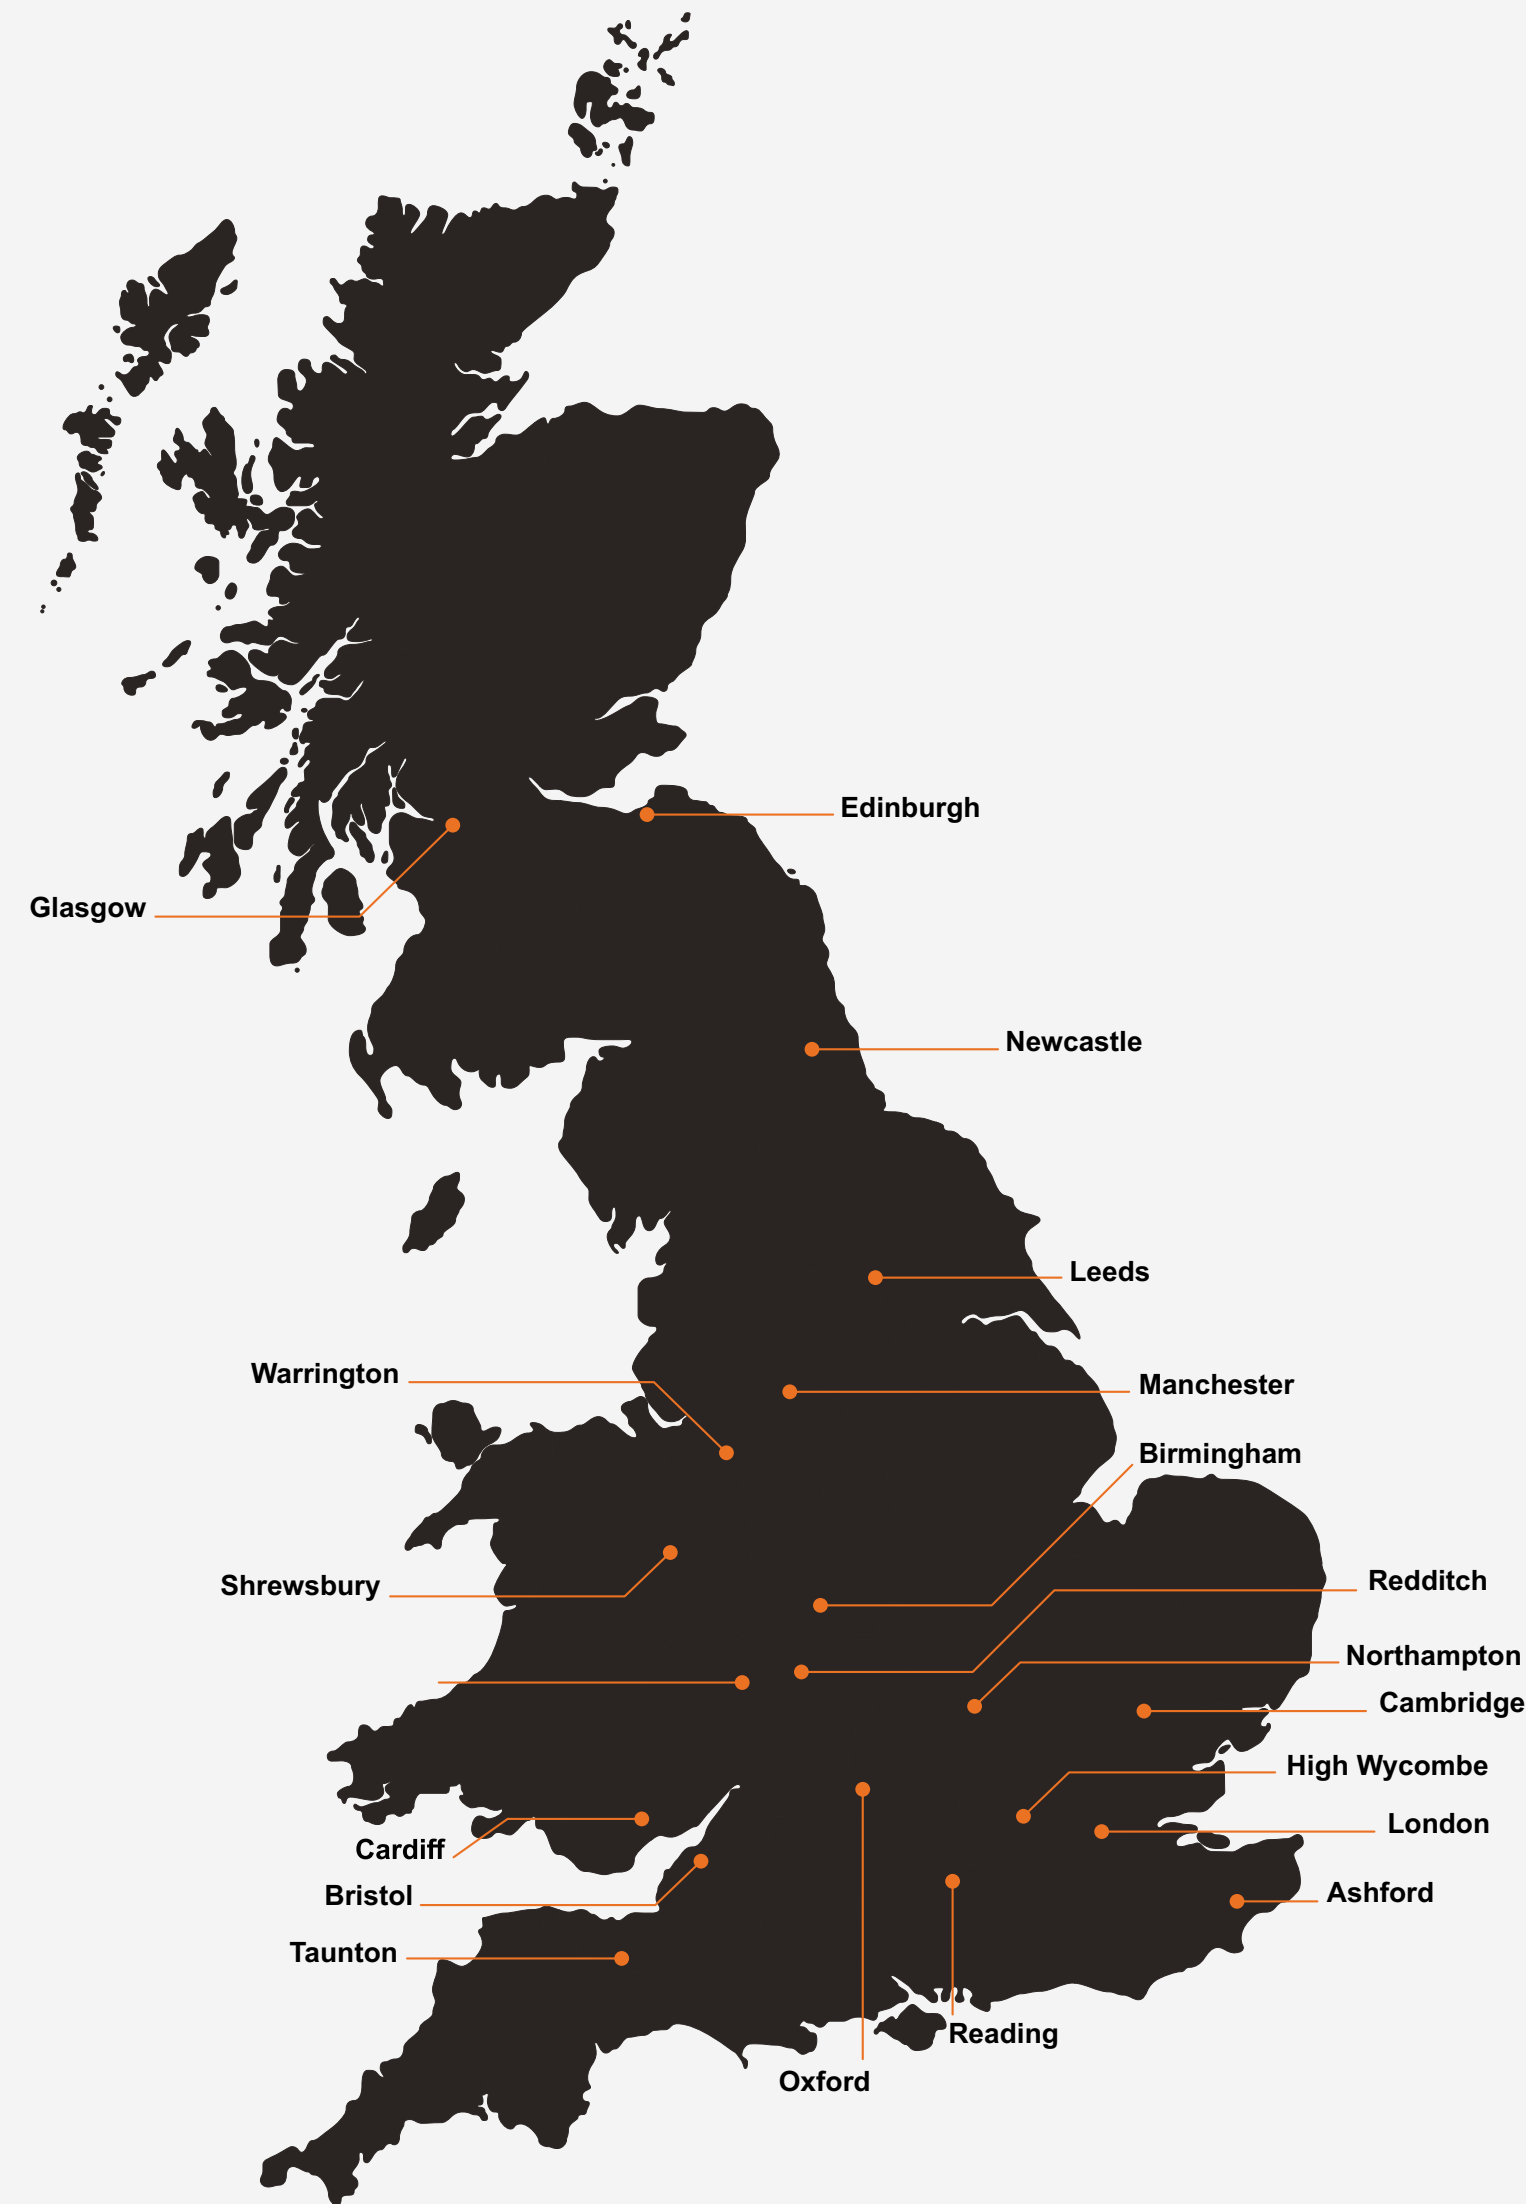 Edinburgh
Glasgow
Newcastle
Leeds
Warrington
Manchester
Birmingham
Redditch
Shrewsbury
Northampton
Cambridge
High Wycombe
London
Cardiff
Ashford
Bristol
Taunton
Reading
Oxford